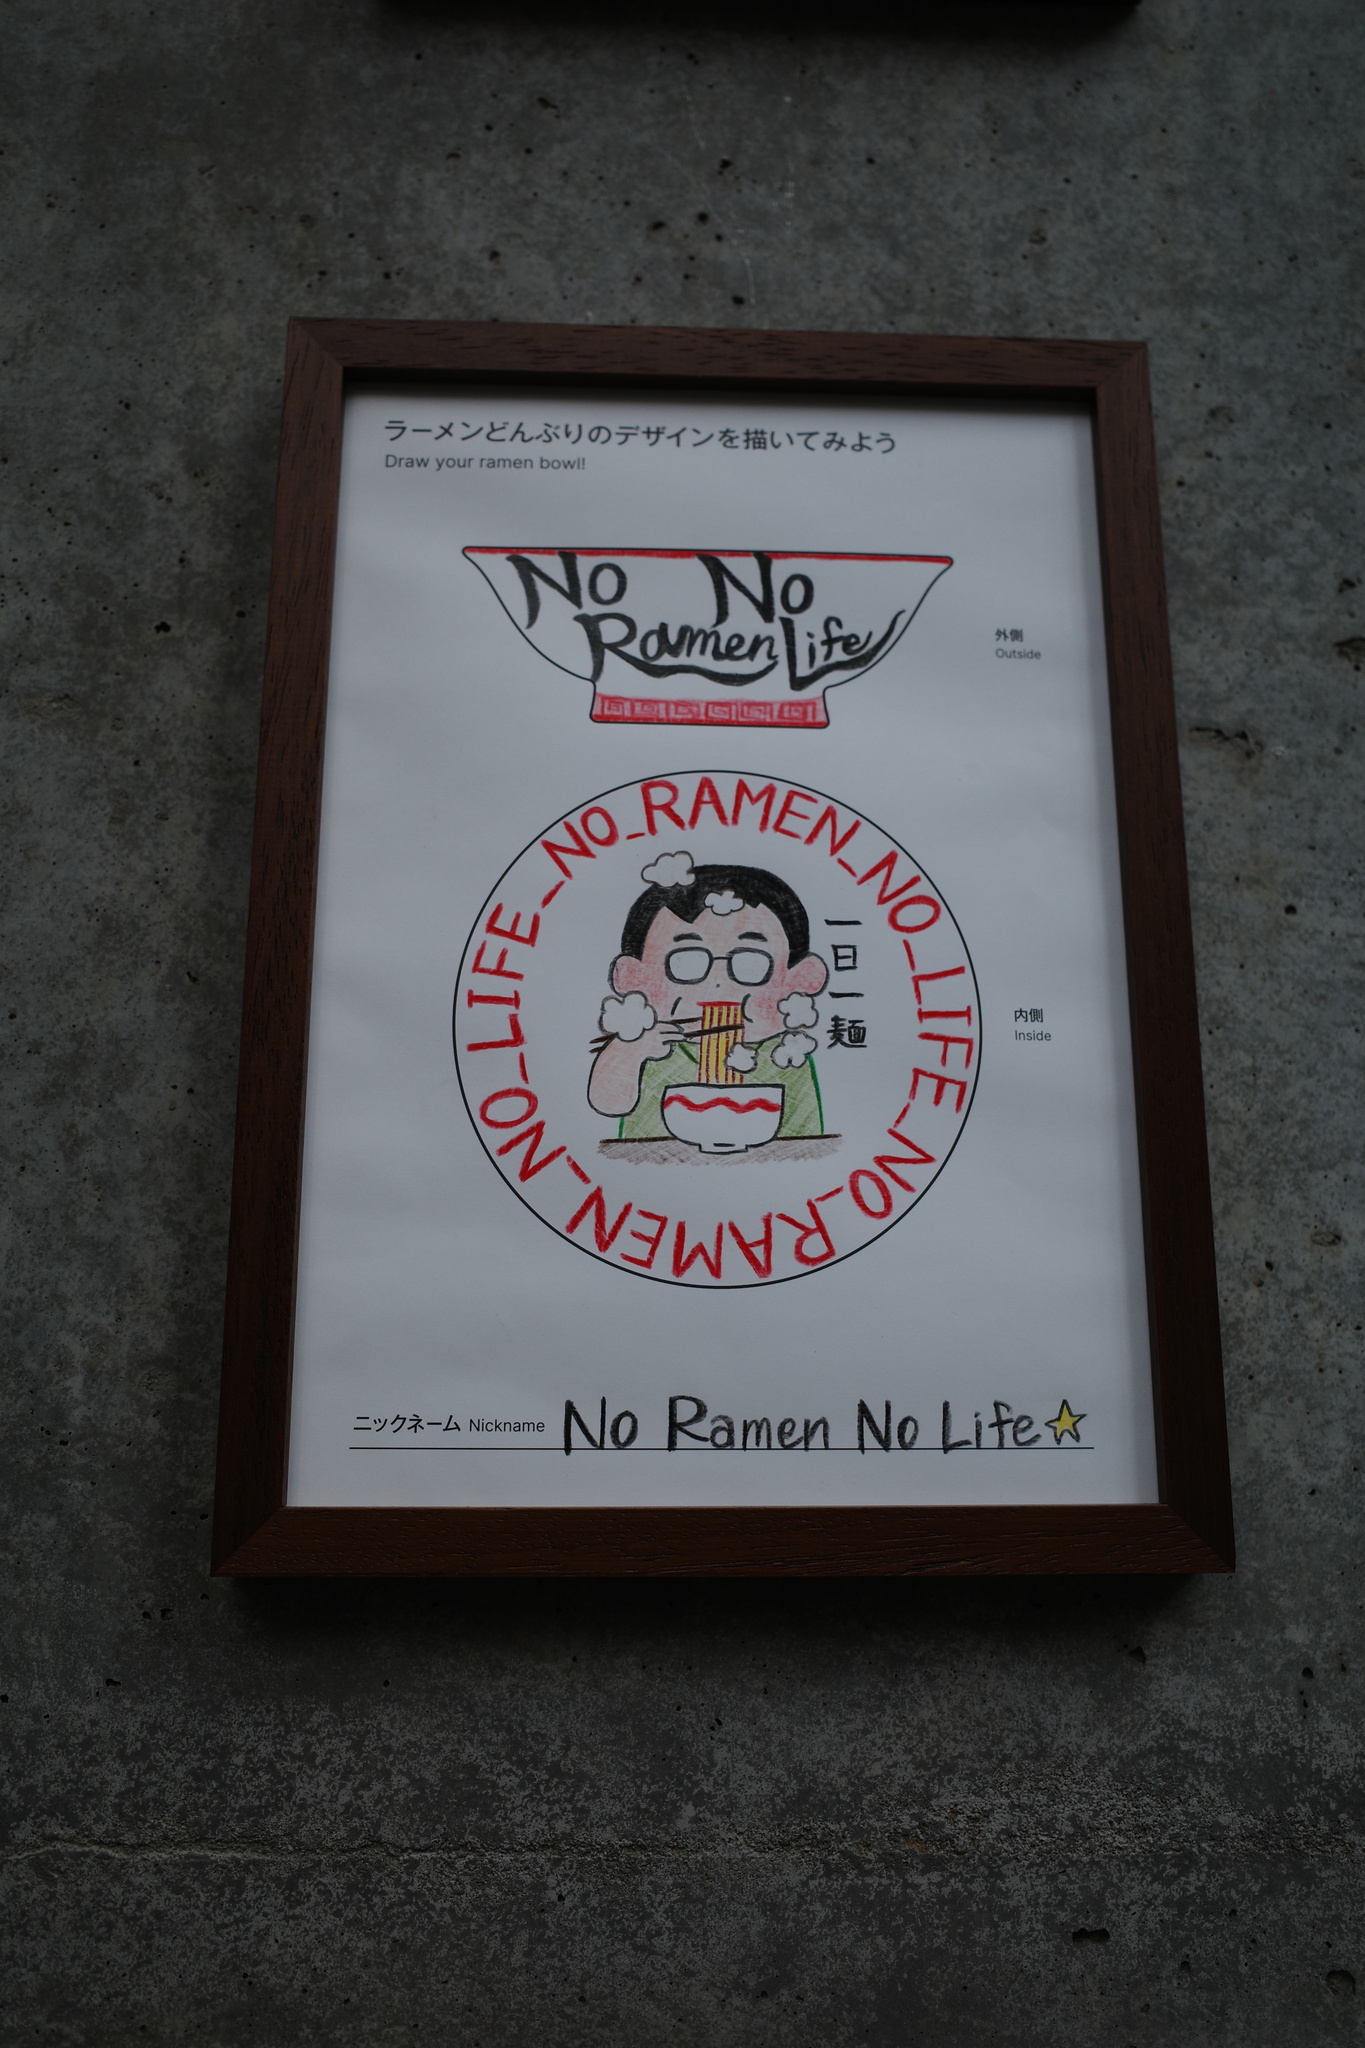 ラーメンどんぶりのデザインを描いてみよう
Draw your ramen bowl!
No No
Ramen Life
外側
Outside
NO_RAMEN_NO_LIFE_NO_RAMEN_NO_LIFE_
一日一麺
内側
Inside
ニックネーム Nickname No Ramen No Life☆